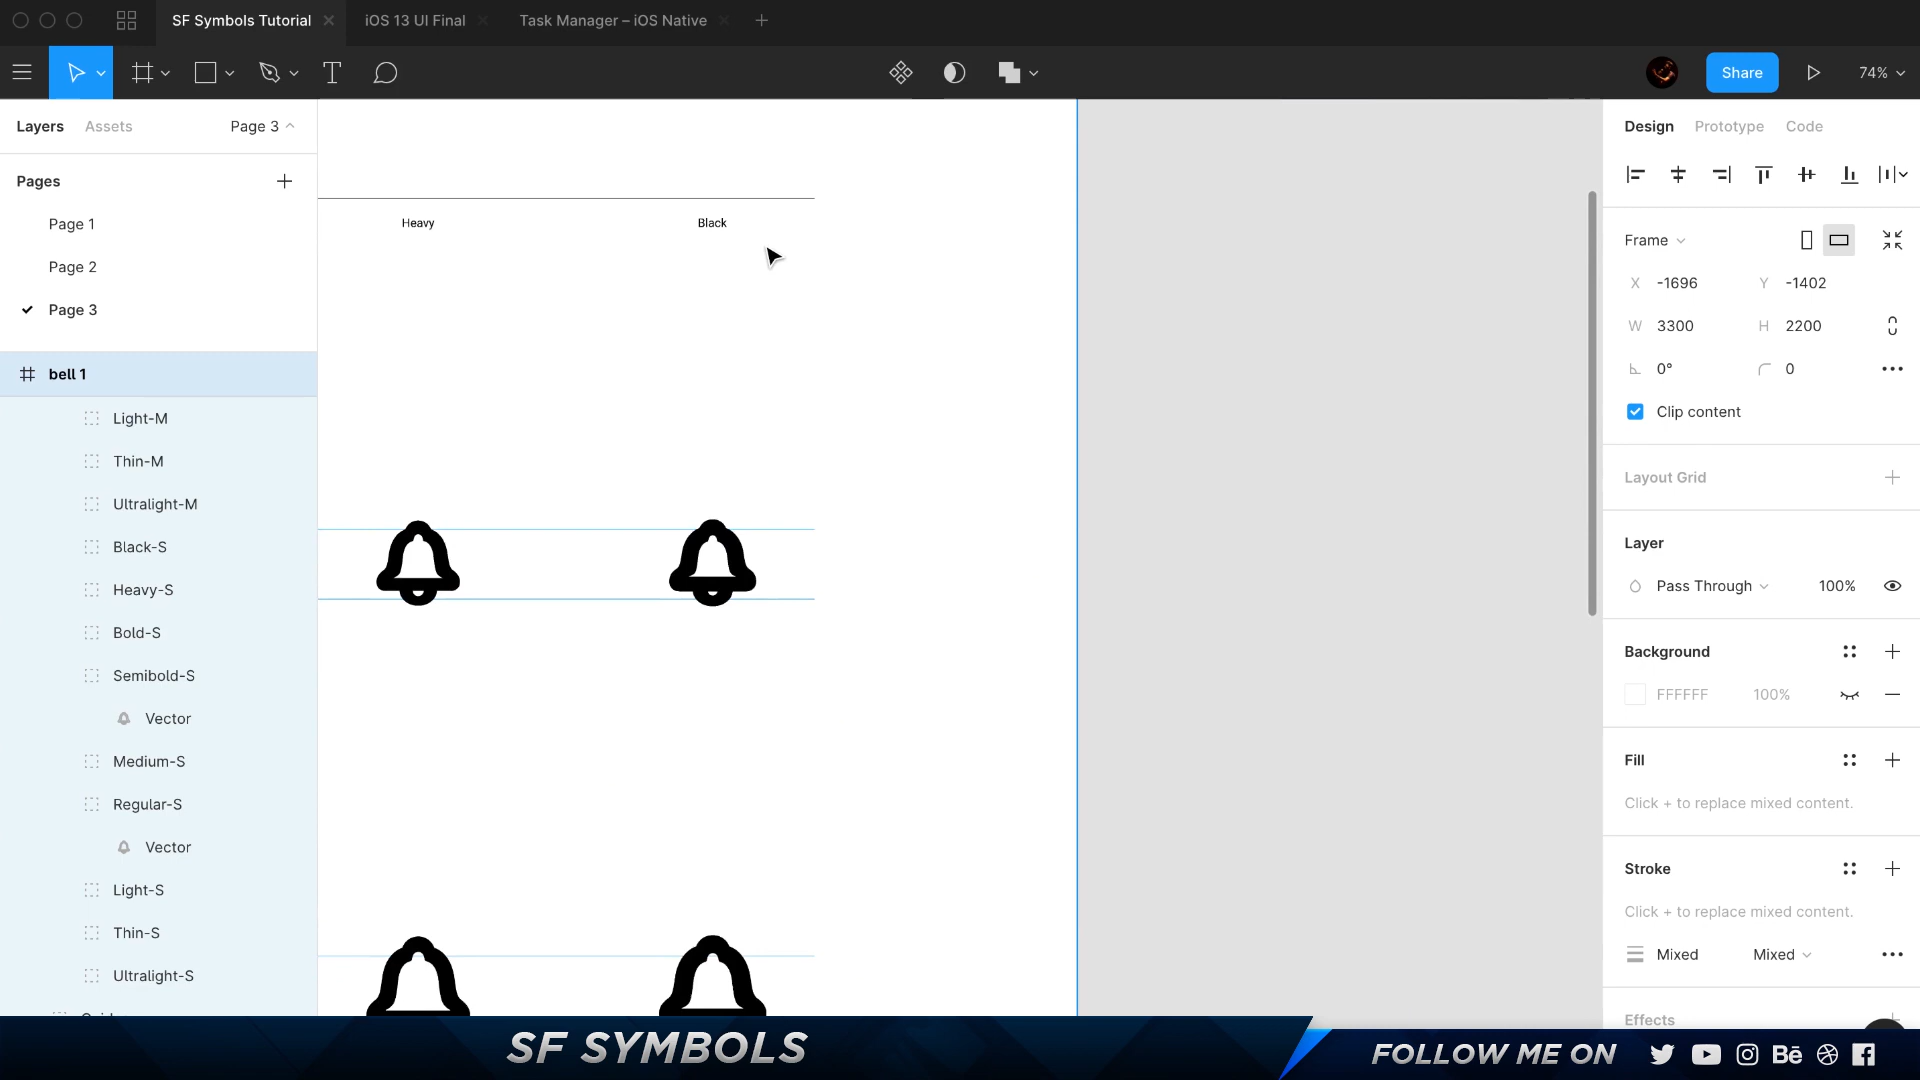 SF Symbols Tutorial
iOS 13 UI Final
Task Manager – iOS Native
Share
74%
Layers
Assets
Page 3
Pages
Page 1
Page 2
Page 3
bell 1
Light-M
Thin-M
Ultralight-M
Black-S
Heavy-S
Bold-S
Semibold-S
Vector
Medium-S
Regular-S
Vector
Light-S
Thin-S
Ultralight-S
Heavy
Black
Design
Prototype
Code
Frame
X -1696
Y -1402
W 3300
H 2200
0°
0
Clip content
Layout Grid
Layer
Pass Through
100%
Background
FFFFFF
100%
Fill
Click + to replace mixed content.
Stroke
Click + to replace mixed content.
Mixed
Mixed
Effects
SF SYMBOLS
FOLLOW ME ON
Bē